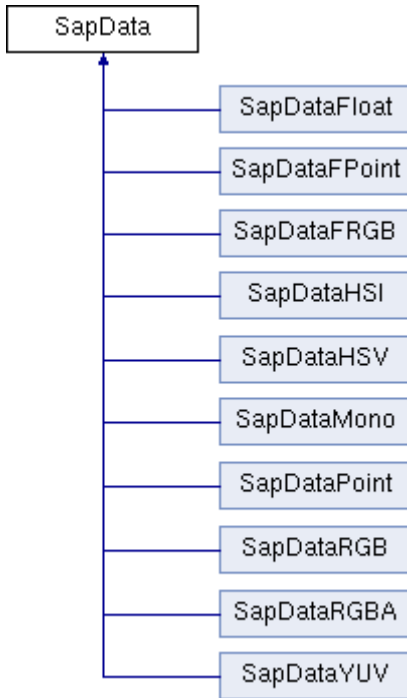 SapData
SapDataFloat
SapDataFPoint
SapDataFRGB
SapDataHSI
SapDataHSV
SapDataMono
SapDataPoint
SapDataRGB
SapDataRGBA
SapDataYUV